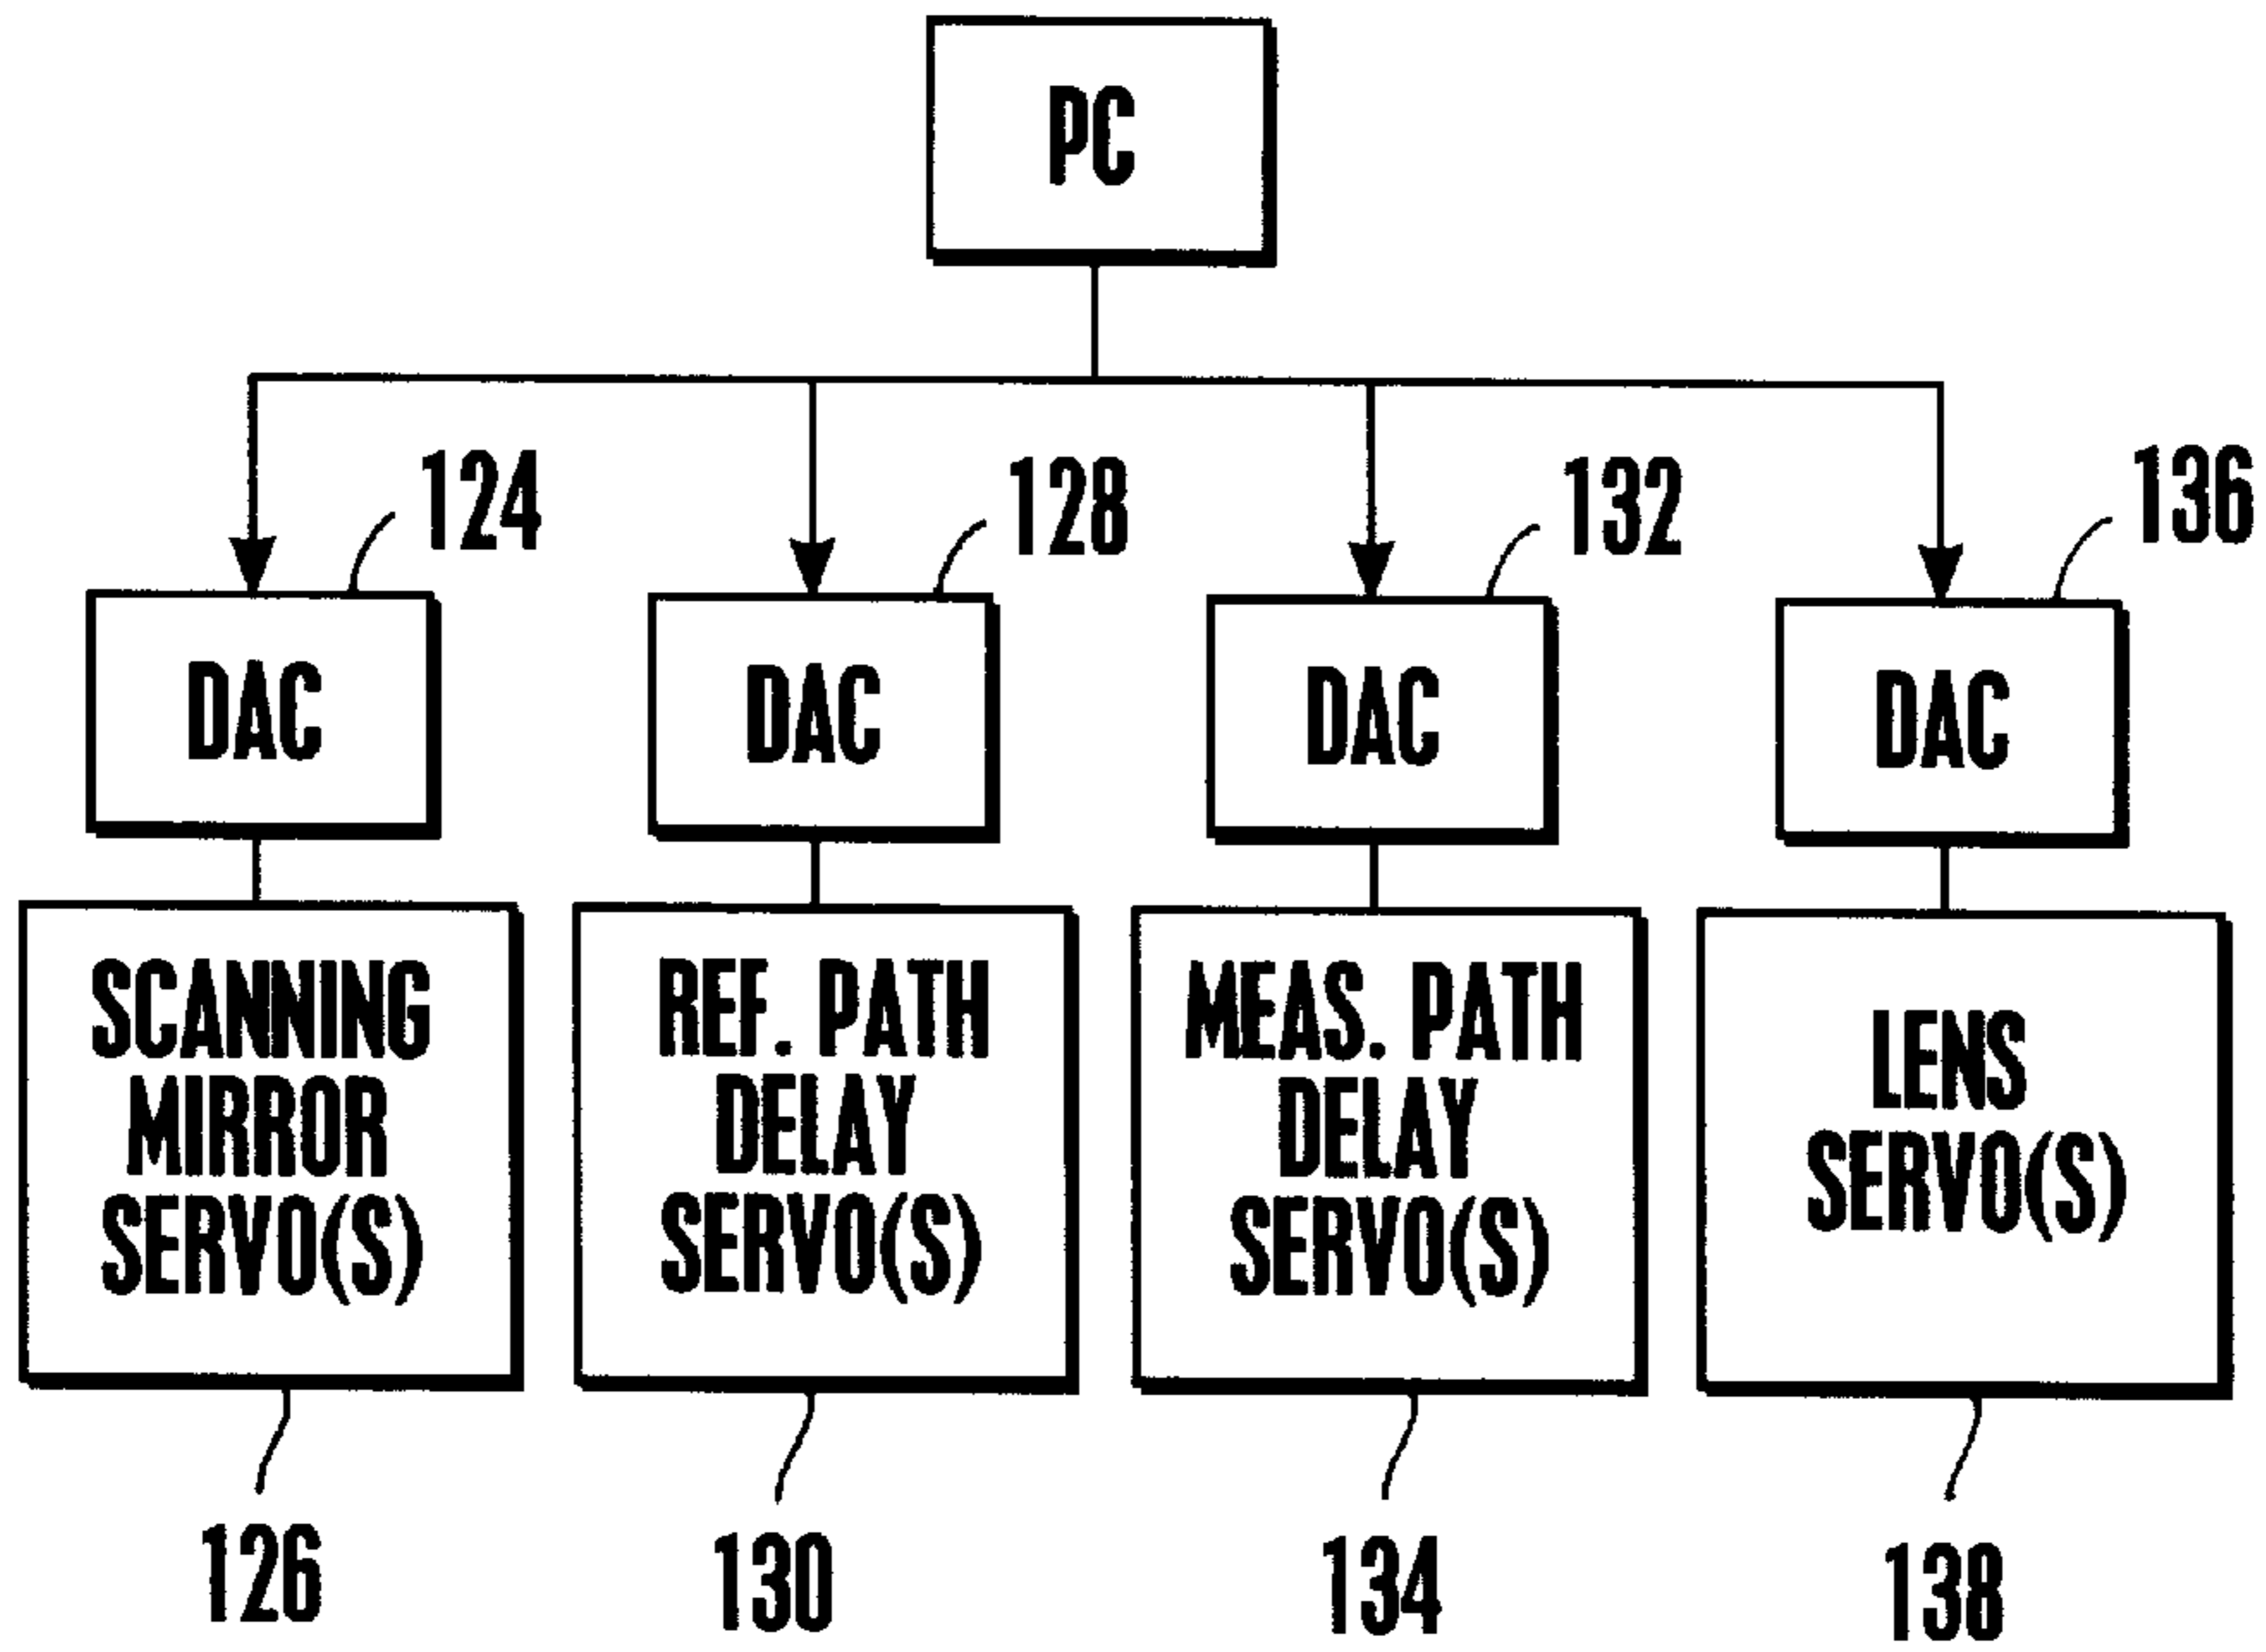 PC
124
128
132
136
DAC
DAC
DAC
DAC
SCANNING
MIRROR
SERVO(S)
REF. PATH
DELAY
SERVO(S)
MEAS. PATH
DELAY
SERVO(S)
LENS
SERVO(S)
126
130
134
138